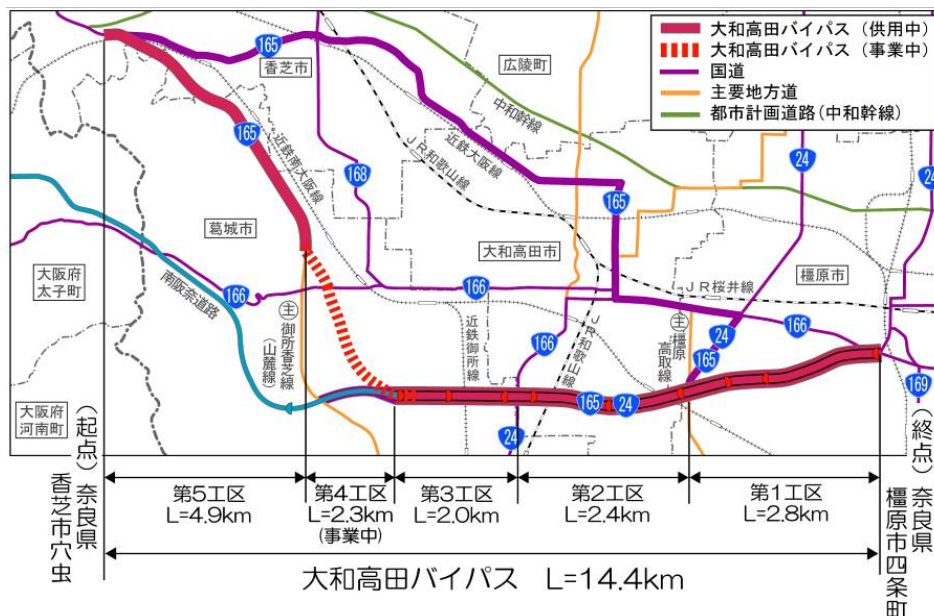 大和高田バイパス（供用中）
大和高田バイパス（事業中）
国道
主要地方道
都市計画道路(中和幹線)
165
香芝市
広陵町
中和幹線
165
近鉄南大阪線
168
JR和歌山線
近鉄大阪線
24
24
165
葛城市
大和高田市
橿原市
大阪府
太子町
南阪奈道路
166
166
JR桜井線
主
御所香芝線
(山麓線)
近鉄御所線
166
JR和歌山線
主
橿原
高取線
24
165
166
165
24
169
24
大阪府
河南町
(起点)
奈良県
香芝市穴虫
(終点)
奈良県
橿原市四条町
第5工区
L=4.9km
第4工区
L=2.3km
(事業中)
第3工区
L=2.0km
第2工区
L=2.4km
第1工区
L=2.8km
大和高田バイパス L=14.4km